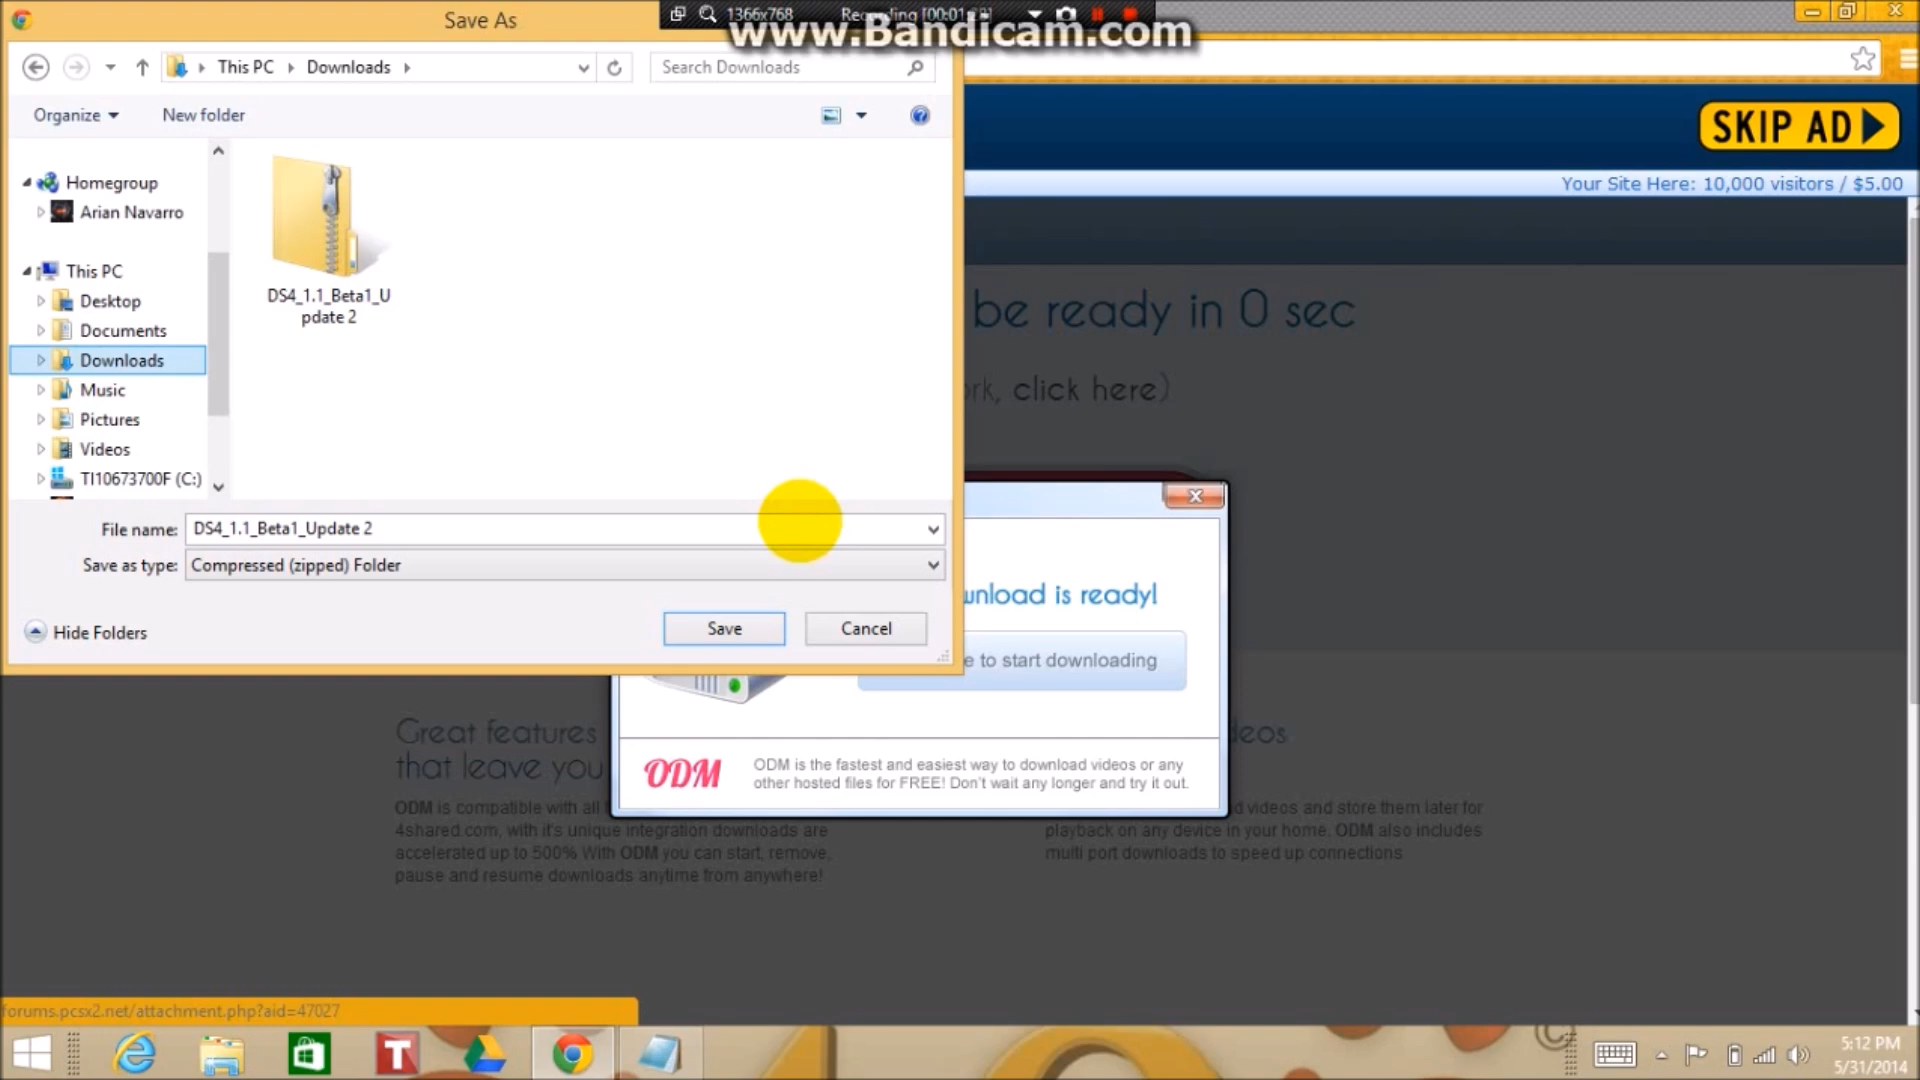 Save As
1366x768
Recording [00:01:
www.Bandicam.com
This PC
Downloads
Search Downloads
Organize
New folder
SKIP AD
Your Site Here: 10,000 visitors / $5.00
Homegroup
Arian Navarro
This PC
Desktop
Documents
Downloads
Music
Pictures
Videos
TI10673700F (C:)
DS4_1.1_Beta1_U
pdate 2
be ready in 0 sec
rk, click here)
File name:
DS4_1.1_Beta1_Update 2
Save as type:
Compressed (zipped) Folder
Hide Folders
Save
Cancel
wnload is ready!
e to start downloading
ODM
ODM is the fastest and easiest way to download videos or any
other hosted files for FREE! Don't wait any longer and try it out.
Great features
that leave you
ODM is compatible with all
4shared.com, with it's unique integration downloads are
accelerated up to 500% With ODM you can start, remove,
pause and resume downloads anytime from anywhere!
deos
d videos and store them later for
playback on any device in your home. ODM also includes
multi port downloads to speed up connections
forums.pcsx2.net/attachment.php?aid=47027
5:12 PM
5/31/2014